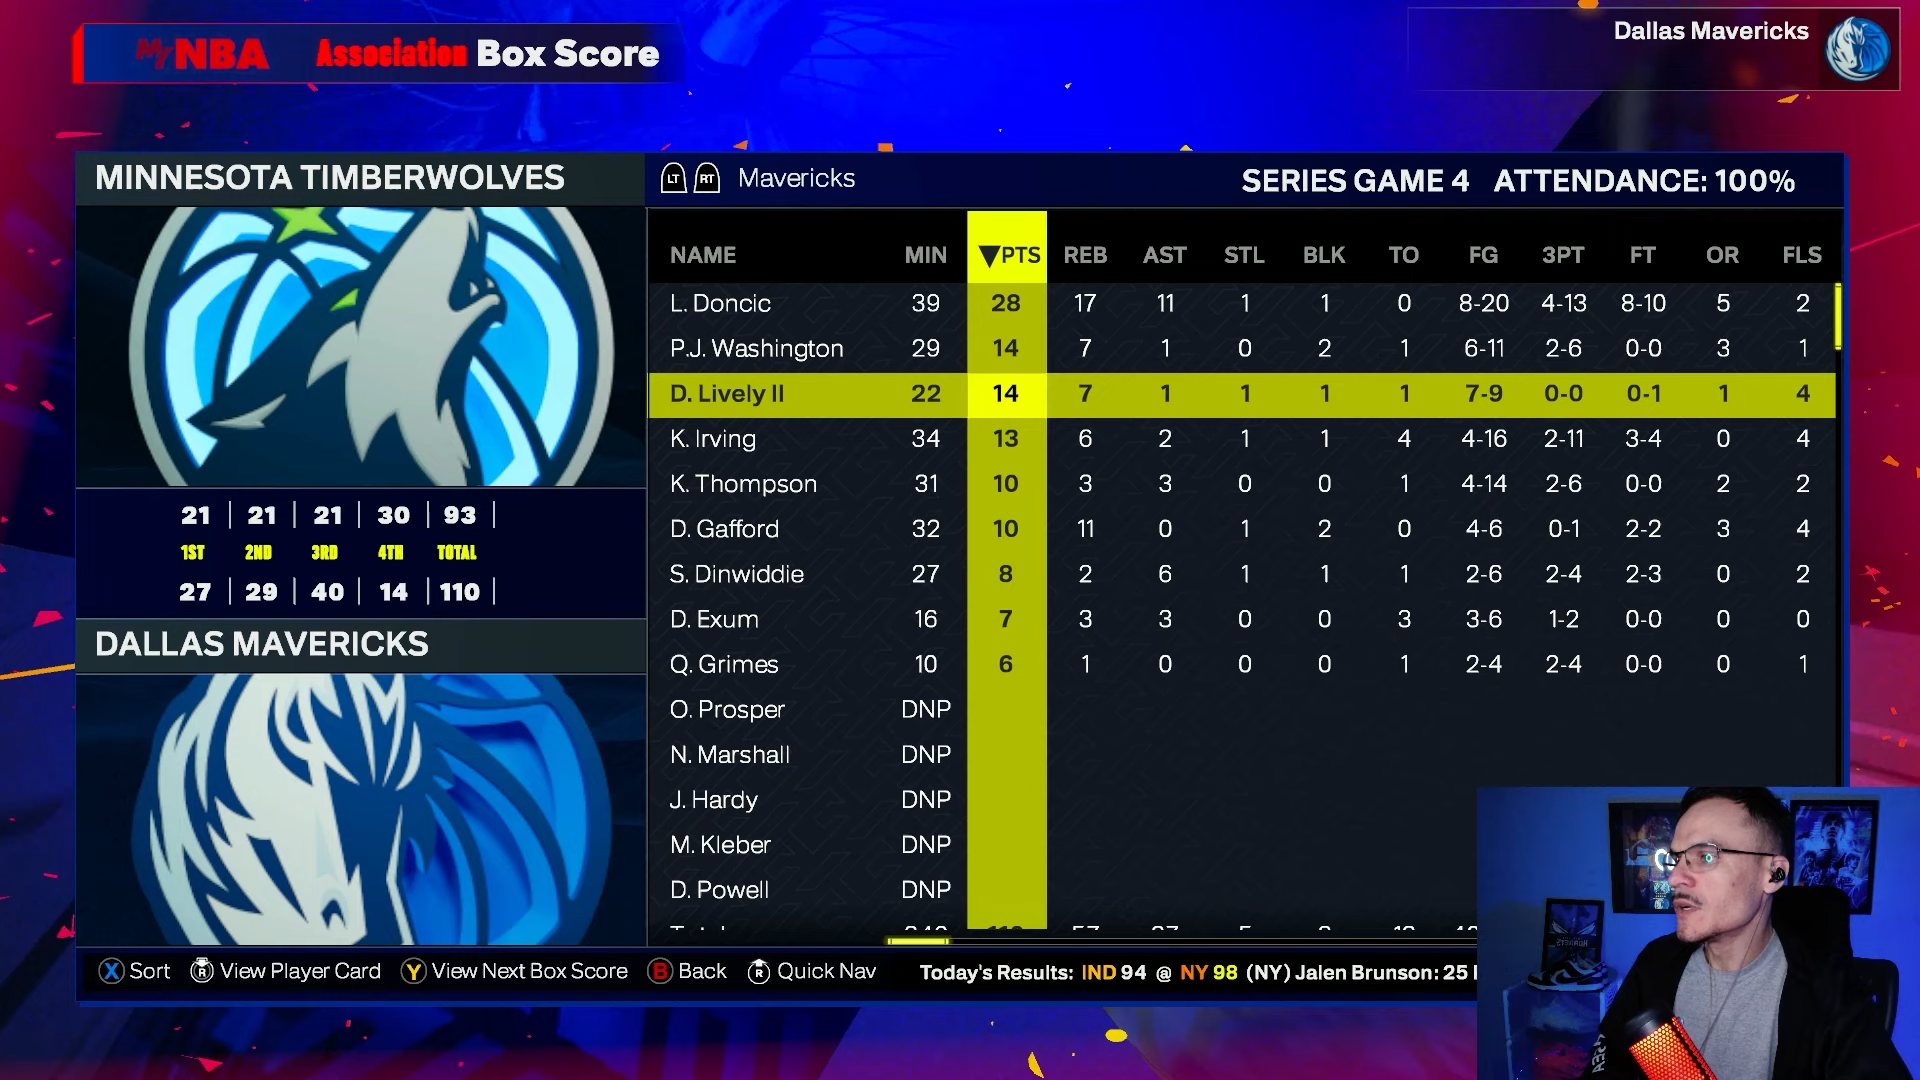 MyNBA Association Box Score
Dallas Mavericks
MINNESOTA TIMBERWOLVES
LT RT Mavericks
SERIES GAME 4 ATTENDANCE: 100%
NAME MIN ▼PTS REB AST STL BLK TO FG 3PT FT OR FLS
L. Doncic 39 28 17 11 1 1 0 8-20 4-13 8-10 5 2
P.J. Washington 29 14 7 1 0 2 1 6-11 2-6 0-0 3 1
D. Lively II 22 14 7 1 1 1 1 7-9 0-0 0-1 1 4
K. Irving 34 13 6 2 1 1 4 4-16 2-11 3-4 0 4
K. Thompson 31 10 3 3 0 0 1 4-14 2-6 0-0 2 2
D. Gafford 32 10 11 0 1 2 0 4-6 0-1 2-2 3 4
S. Dinwiddie 27 8 2 6 1 1 1 2-6 2-4 2-3 0 2
D. Exum 16 7 3 3 0 0 3 3-6 1-2 0-0 0 0
Q. Grimes 10 6 1 0 0 0 1 2-4 2-4 0-0 0 1
O. Prosper DNP
N. Marshall DNP
J. Hardy DNP
M. Kleber DNP
D. Powell DNP
21 21 21 30 93
1ST 2ND 3RD 4TH TOTAL
27 29 40 14 110
DALLAS MAVERICKS
X Sort R View Player Card Y View Next Box Score B Back R Quick Nav
Today's Results: IND 94 @ NY 98 (NY) Jalen Brunson: 25